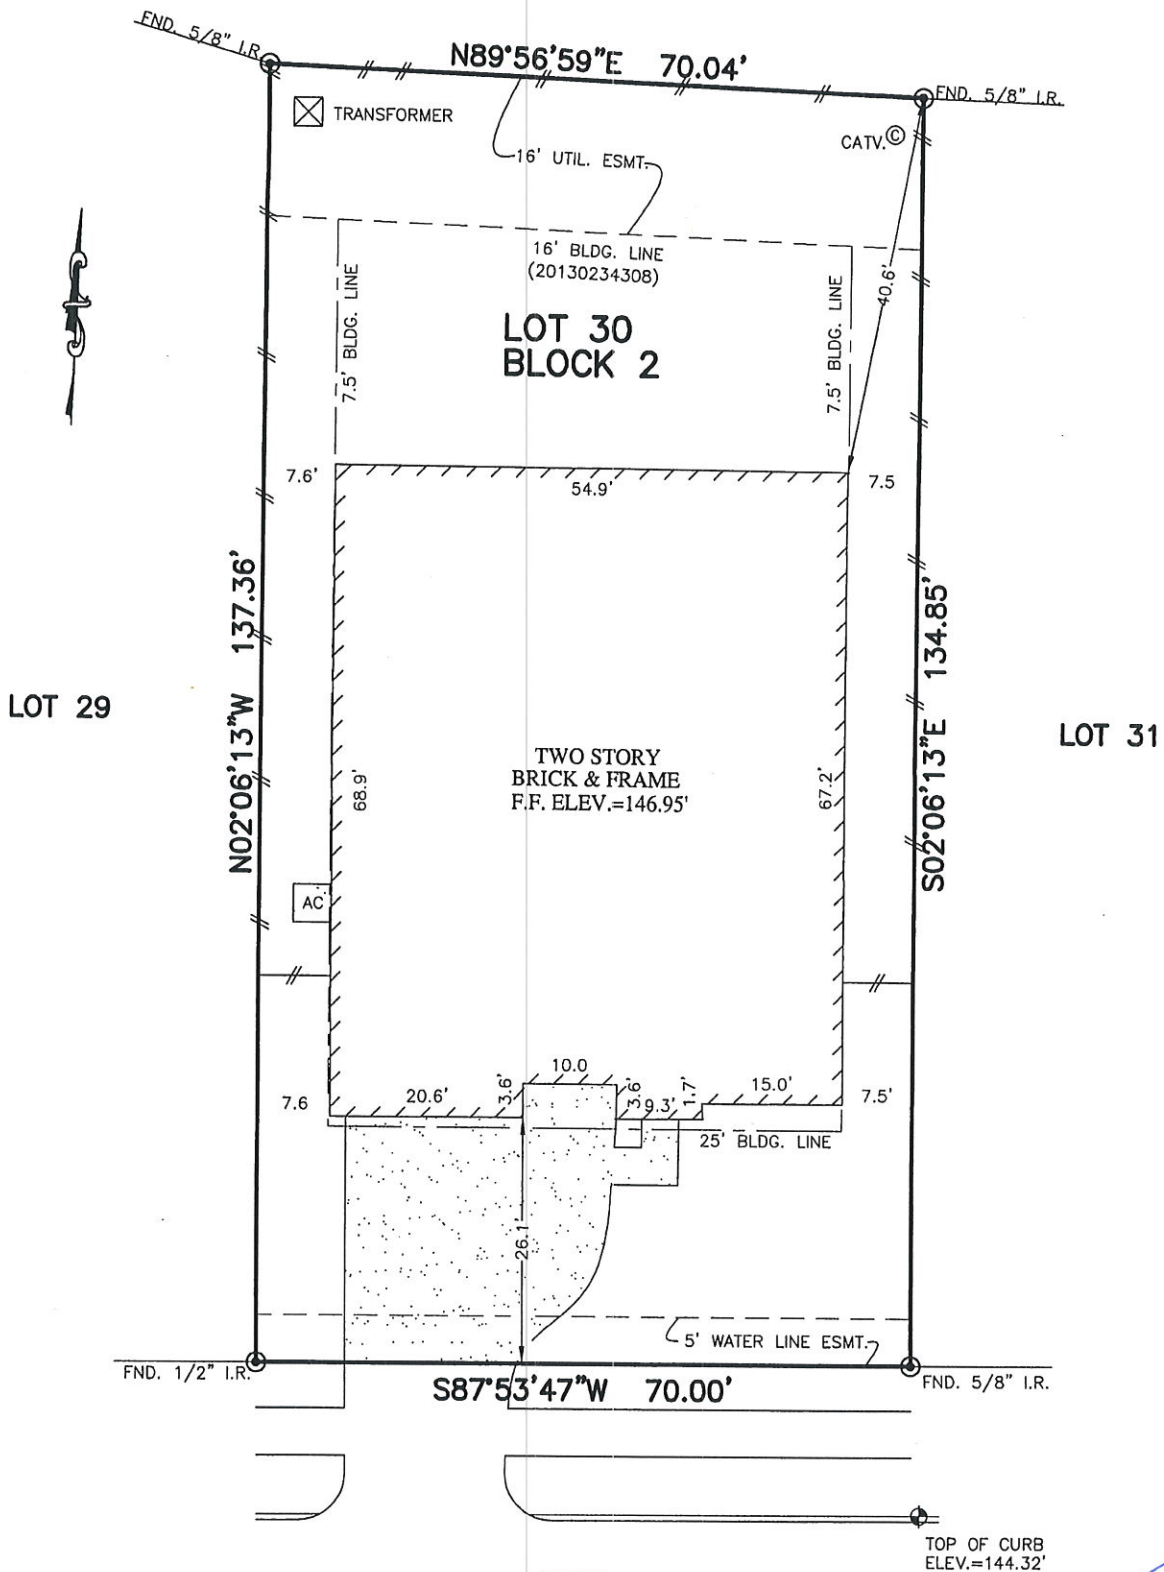 FND. 5/8" I.R.
N89°56'59"E 70.04'
FND. 5/8" I.R.
TRANSFORMER
CATV. ©
16' UTIL. ESMT.
16' BLDG. LINE
(20130234308)
40.6'
7.5' BLDG. LINE
7.5' BLDG. LINE
LOT 30
BLOCK 2
7.6'
7.5
54.9'
N02°06'13"W 137.36'
S02°06'13"E 134.85'
LOT 29
LOT 31
TWO STORY
BRICK & FRAME
F.F. ELEV.=146.95'
68.9'
67.2'
AC
10.0
7.6
20.6'
3.6'
3.6'
9.3'
1.7'
15.0'
7.5'
25' BLDG. LINE
26.1'
5' WATER LINE ESMT.
FND. 1/2" I.R.
S87°53'47"W 70.00'
FND. 5/8" I.R.
TOP OF CURB
ELEV.=144.32'